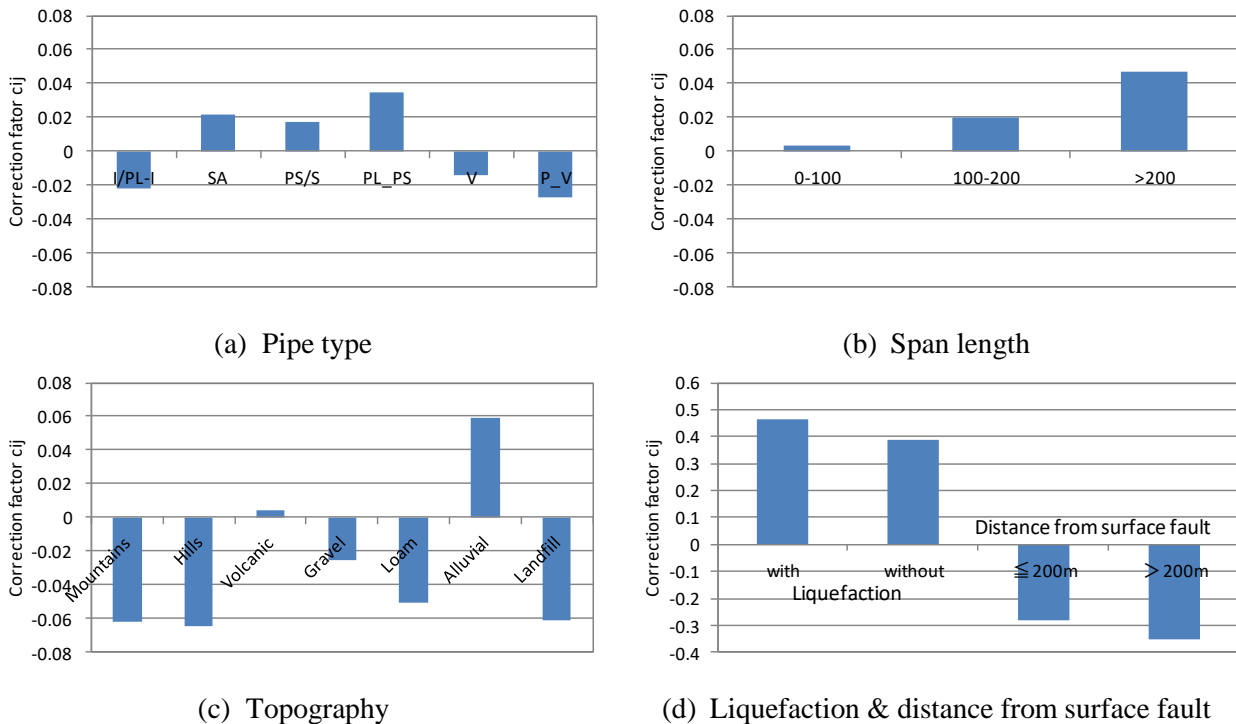 0.08
0.06
0.04
0.02
0
-0.02
-0.04
-0.06
-0.08
Correction fator cij
I/PL-I SA PS/S PL_PS V P_V
(a) Pipe type
0.08
0.06
0.04
0.02
0
-0.02
-0.04
-0.06
-0.08
Correction factor cij
0-100 100-200 >200
(b) Span length
0.08
0.06
0.04
0.02
0
-0.02
-0.04
-0.06
-0.08
Correction factor cij
Mountains Hills Volcanic Gravel Loam Alluvial Landfill
(c) Topography
0.6
0.5
0.4
0.3
0.2
0.1
0
-0.1
-0.2
-0.3
-0.4
Correction factor cij
Distance from surface fault
with without ≦200m ＞200m
Liquefaction
(d) Liquefaction & distance from surface fault